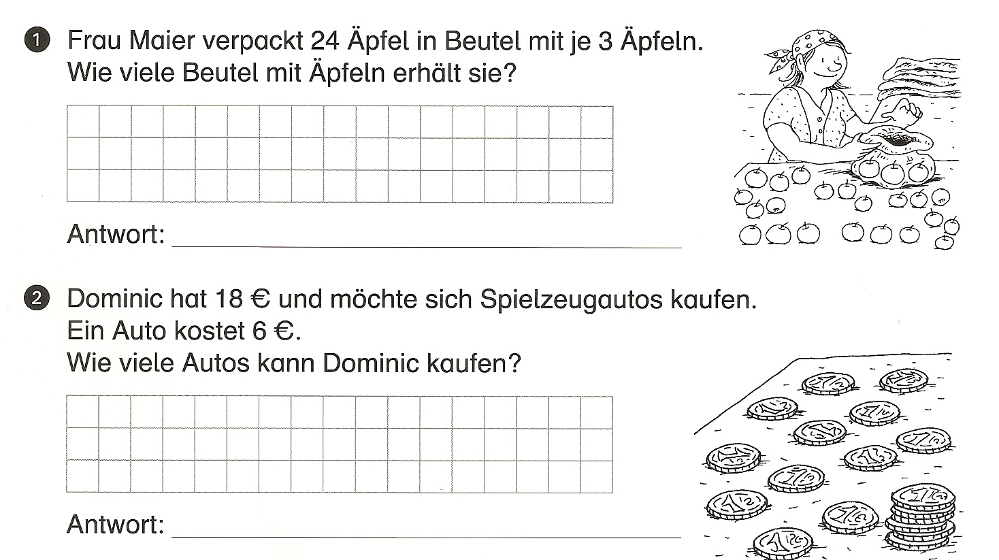 1 Frau Maier verpackt 24 Äpfel in Beutel mit je 3 Äpfeln.
Wie viele Beutel mit Äpfeln erhält sie?
Antwort:
2 Dominic hat 18 € und möchte sich Spielzeugautos kaufen.
Ein Auto kostet 6 €.
Wie viele Autos kann Dominic kaufen?
Antwort: